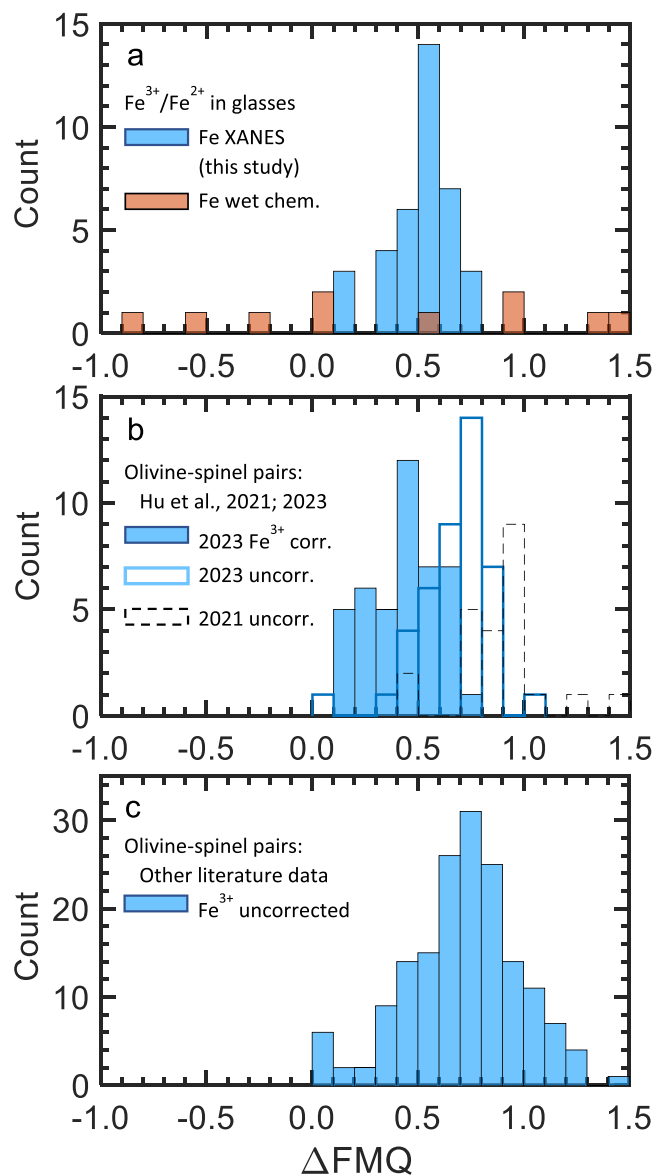 15
a
Fe³⁺/Fe²⁺ in glasses
Fe XANES
(this study)
Fe wet chem.
10
5
0
Count
-1.0 -0.5 0.0 0.5 1.0 1.5
15
b
Olivine-spinel pairs:
Hu et al., 2021; 2023
2023 Fe³⁺ corr.
2023 uncorr.
2021 uncorr.
10
5
0
Count
-1.0 -0.5 0.0 0.5 1.0 1.5
c
Olivine-spinel pairs:
Other literature data
Fe³⁺ uncorrected
30
20
10
0
Count
-1.0 -0.5 0.0 0.5 1.0 1.5
ΔFMQ